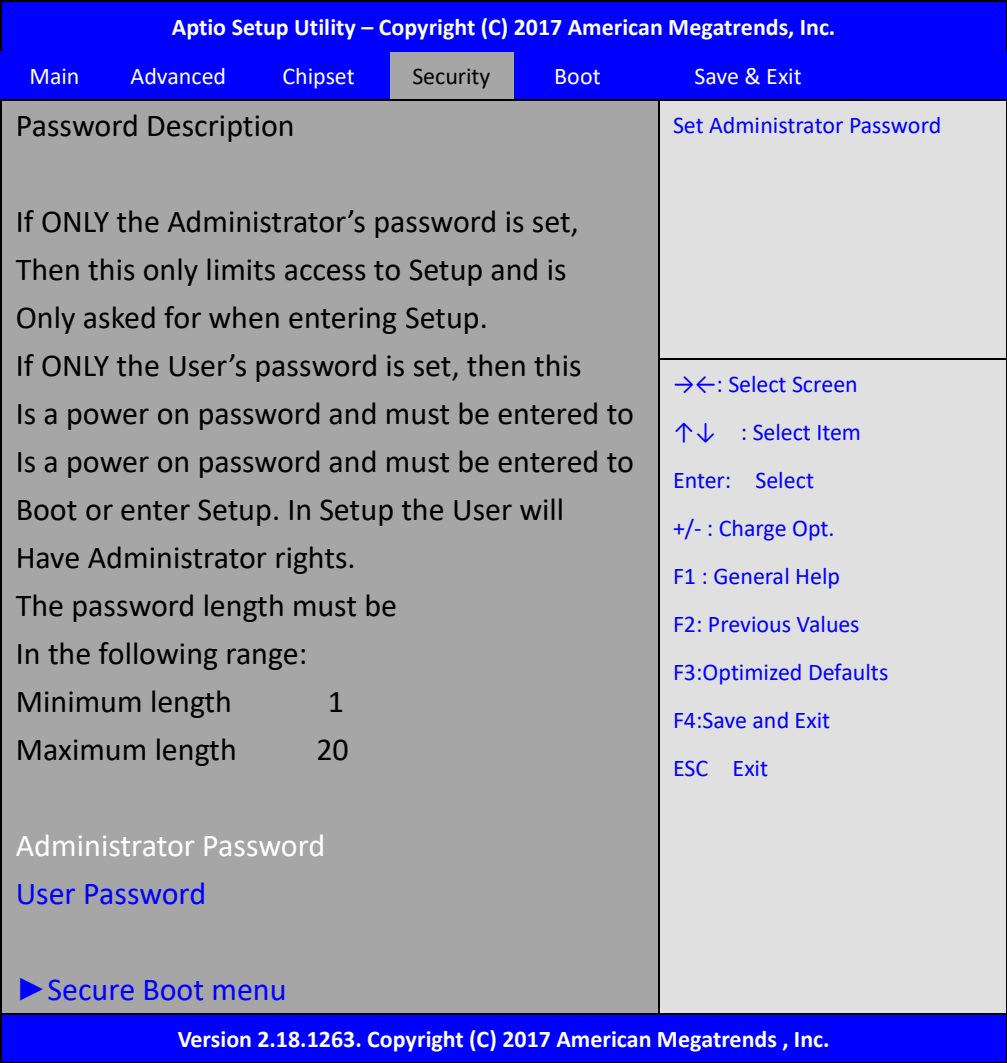 Aptio Setup Utility – Copyright (C) 2017 American Megatrends, Inc.
Main Advanced Chipset Security Boot Save & Exit
Password Description
If ONLY the Administrator’s password is set,
Then this only limits access to Setup and is
Only asked for when entering Setup.
If ONLY the User’s password is set, then this
Is a power on password and must be entered to
Is a power on password and must be entered to
Boot or enter Setup. In Setup the User will
Have Administrator rights.
The password length must be
In the following range:
Minimum length 1
Maximum length 20
Administrator Password
User Password
►Secure Boot menu
Set Administrator Password
→←: Select Screen
↑↓ : Select Item
Enter: Select
+/- : Charge Opt.
F1 : General Help
F2: Previous Values
F3:Optimized Defaults
F4:Save and Exit
ESC Exit
Version 2.18.1263. Copyright (C) 2017 American Megatrends , Inc.